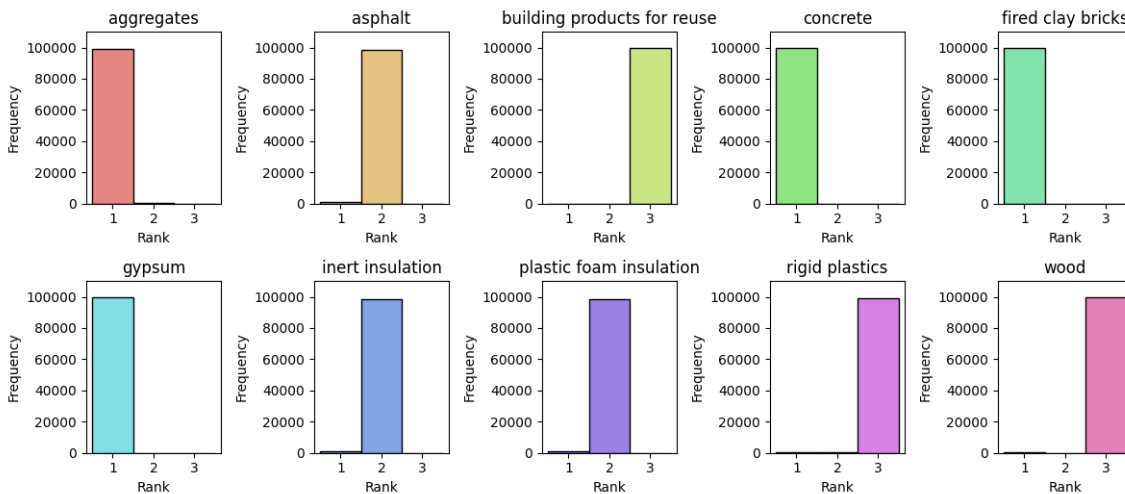 aggregates
100000
80000
60000
40000
20000
0
Frequency
1 2 3
Rank
asphalt
100000
80000
60000
40000
20000
0
Frequency
1 2 3
Rank
building products for reuse
100000
80000
60000
40000
20000
0
Frequency
1 2 3
Rank
concrete
100000
80000
60000
40000
20000
0
Frequency
1 2 3
Rank
fired clay bricks
100000
80000
60000
40000
20000
0
Frequency
1 2 3
Rank
gypsum
100000
80000
60000
40000
20000
0
Frequency
1 2 3
Rank
inert insulation
100000
80000
60000
40000
20000
0
Frequency
1 2 3
Rank
plastic foam insulation
100000
80000
60000
40000
20000
0
Frequency
1 2 3
Rank
rigid plastics
100000
80000
60000
40000
20000
0
Frequency
1 2 3
Rank
wood
100000
80000
60000
40000
20000
0
Frequency
1 2 3
Rank